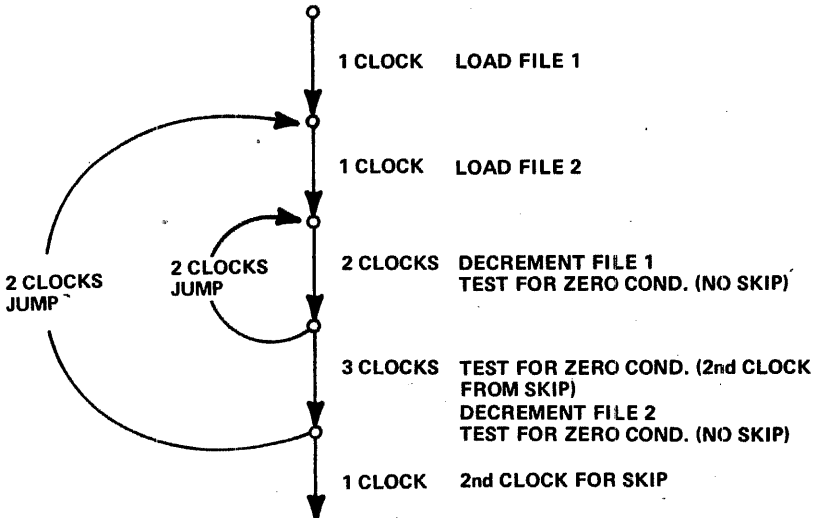 1 CLOCK LOAD FILE 1
1 CLOCK LOAD FILE 2
2 CLOCKS
JUMP
2 CLOCKS
JUMP
2 CLOCKS DECREMENT FILE 1
TEST FOR ZERO COND. (NO SKIP)
3 CLOCKS TEST FOR ZERO COND. (2nd CLOCK
FROM SKIP)
DECREMENT FILE 2
TEST FOR ZERO COND. (NO SKIP)
1 CLOCK 2nd CLOCK FOR SKIP